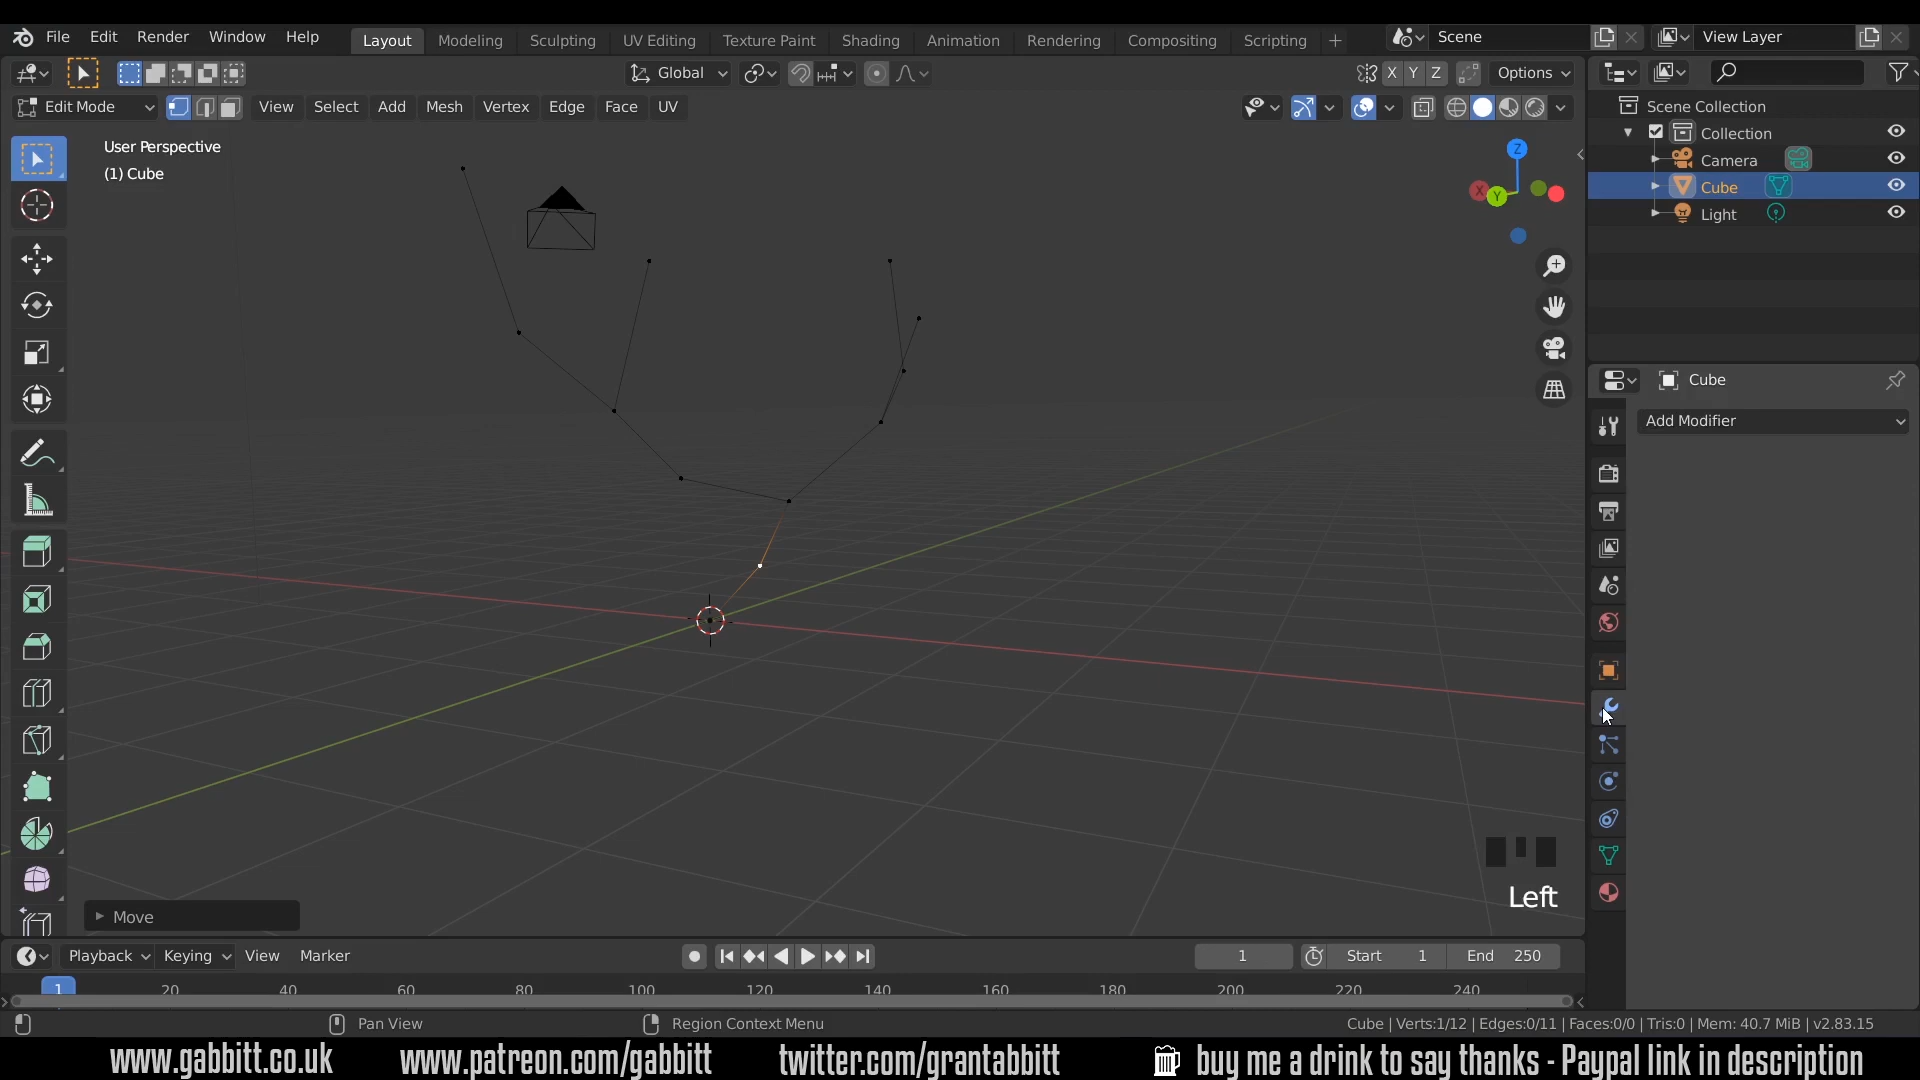 File Edit Render Window Help Layout Modeling Sculpting UV Editing Texture Paint Shading Animation Rendering Compositing Scripting + Scene View Layer
Global X Y Z Options
Edit Mode View Select Add Mesh Vertex Edge Face UV
User Perspective
(1) Cube
Z
X
Y
Scene Collection
Collection
Camera
Cube
Light
Cube
Add Modifier
Left
Move
Playback Keying View Marker 1 Start 1 End 250
1 20 40 60 80 100 120 140 160 180 200 220 240
Pan View Region Context Menu Cube | Verts:1/12 | Edges:0/11 | Faces:0/0 | Tris:0 | Mem: 40.7 MiB | v2.83.15
www.gabbitt.co.uk www.patreon.com/gabbitt twitter.com/grantabbitt buy me a drink to say thanks - Paypal link in description